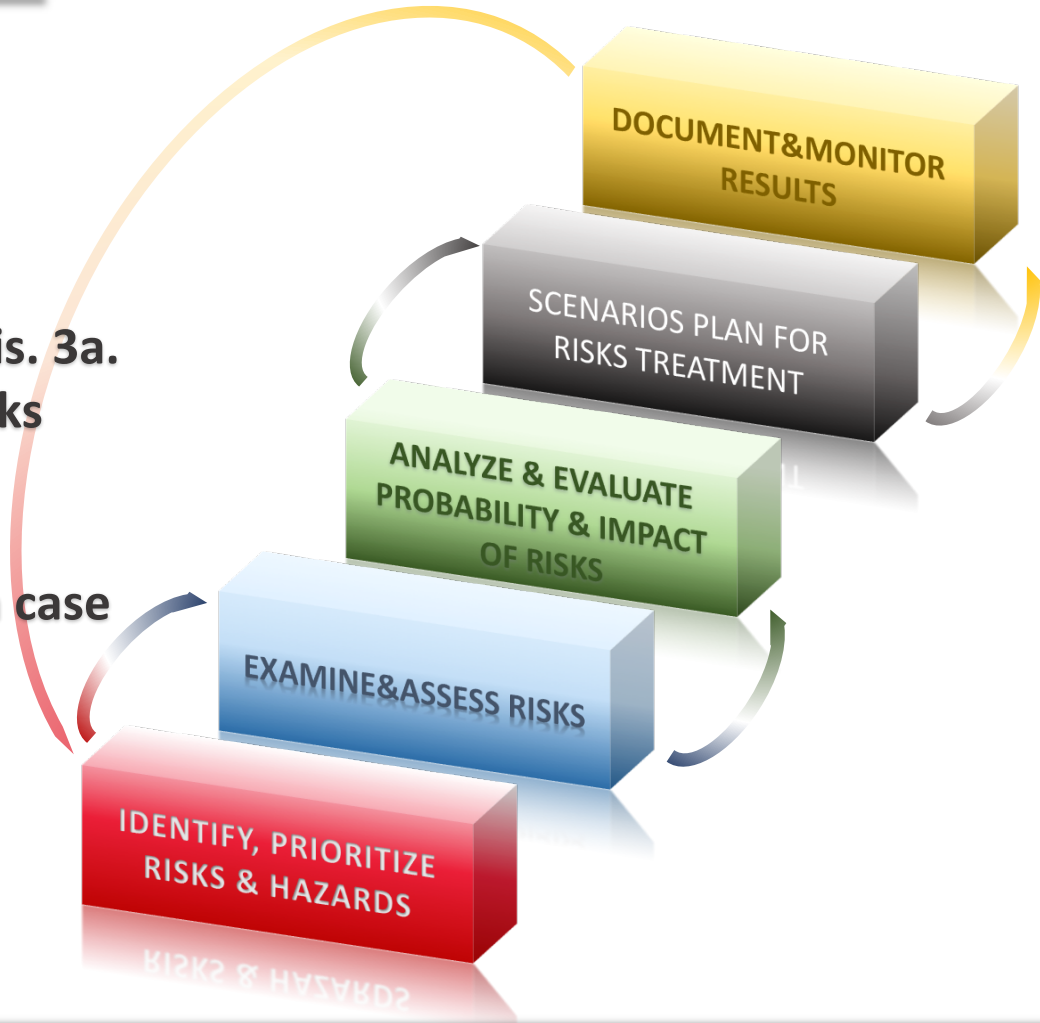 DOCUMENT&MONITOR
RESULTS
SCENARIOS PLAN FOR
RISKS TREATMENT
is. 3a.
ks
ANALYZE & EVALUATE
PROBABILITY & IMPACT
OF RISKS
case
EXAMINE&ASSESS RISKS
IDENTIFY, PRIORITIZE
RISKS & HAZARDS